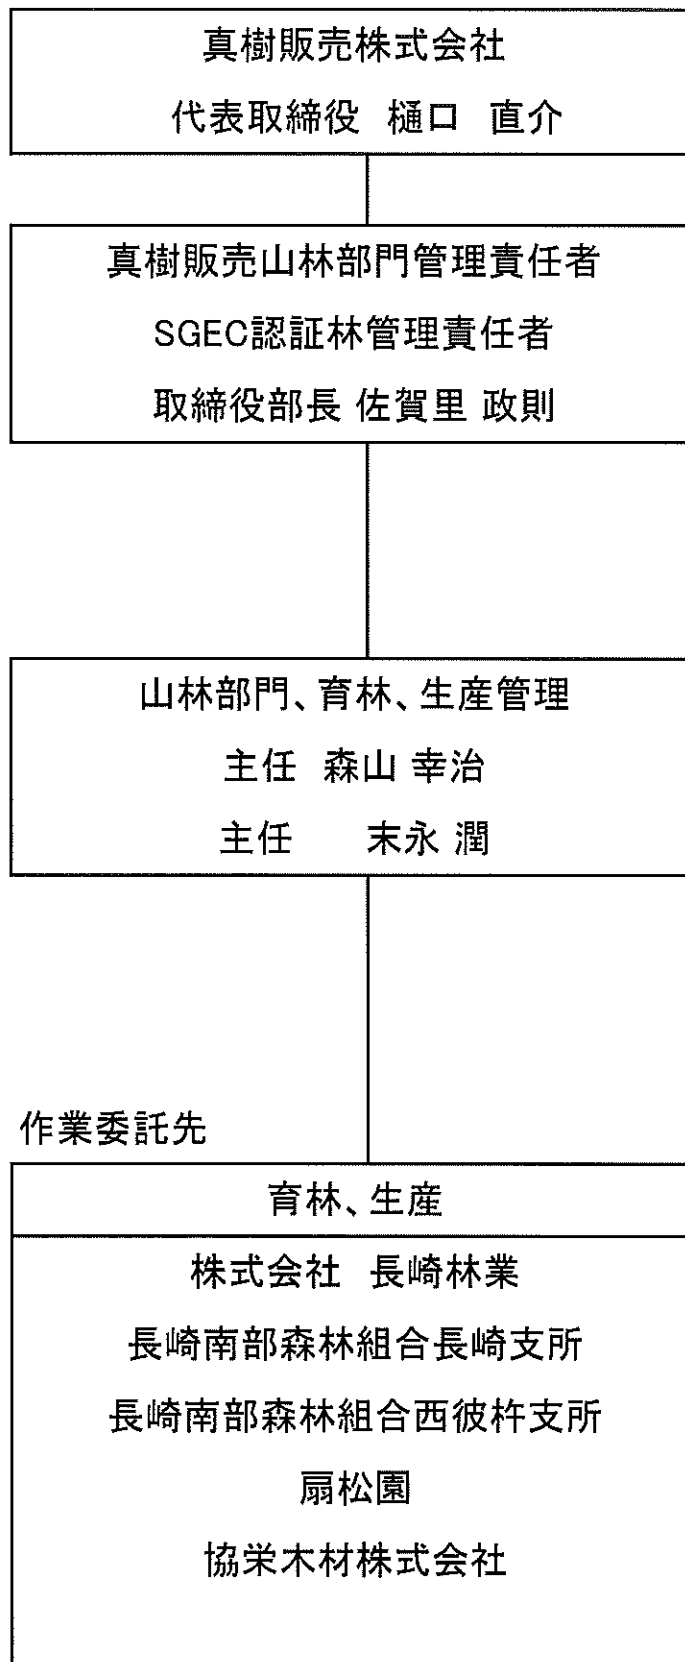 真樹販売株式会社
代表取締役 樋口 直介
真樹販売山林部門管理責任者
SGEC認証林管理責任者
取締役部長 佐賀里 政則
山林部門、育林、生産管理
主任 森山 幸治
主任 末永 潤
作業委託先
育林、生産
株式会社 長崎林業
長崎南部森林組合長崎支所
長崎南部森林組合西彼杵支所
扇松園
協栄木材株式会社